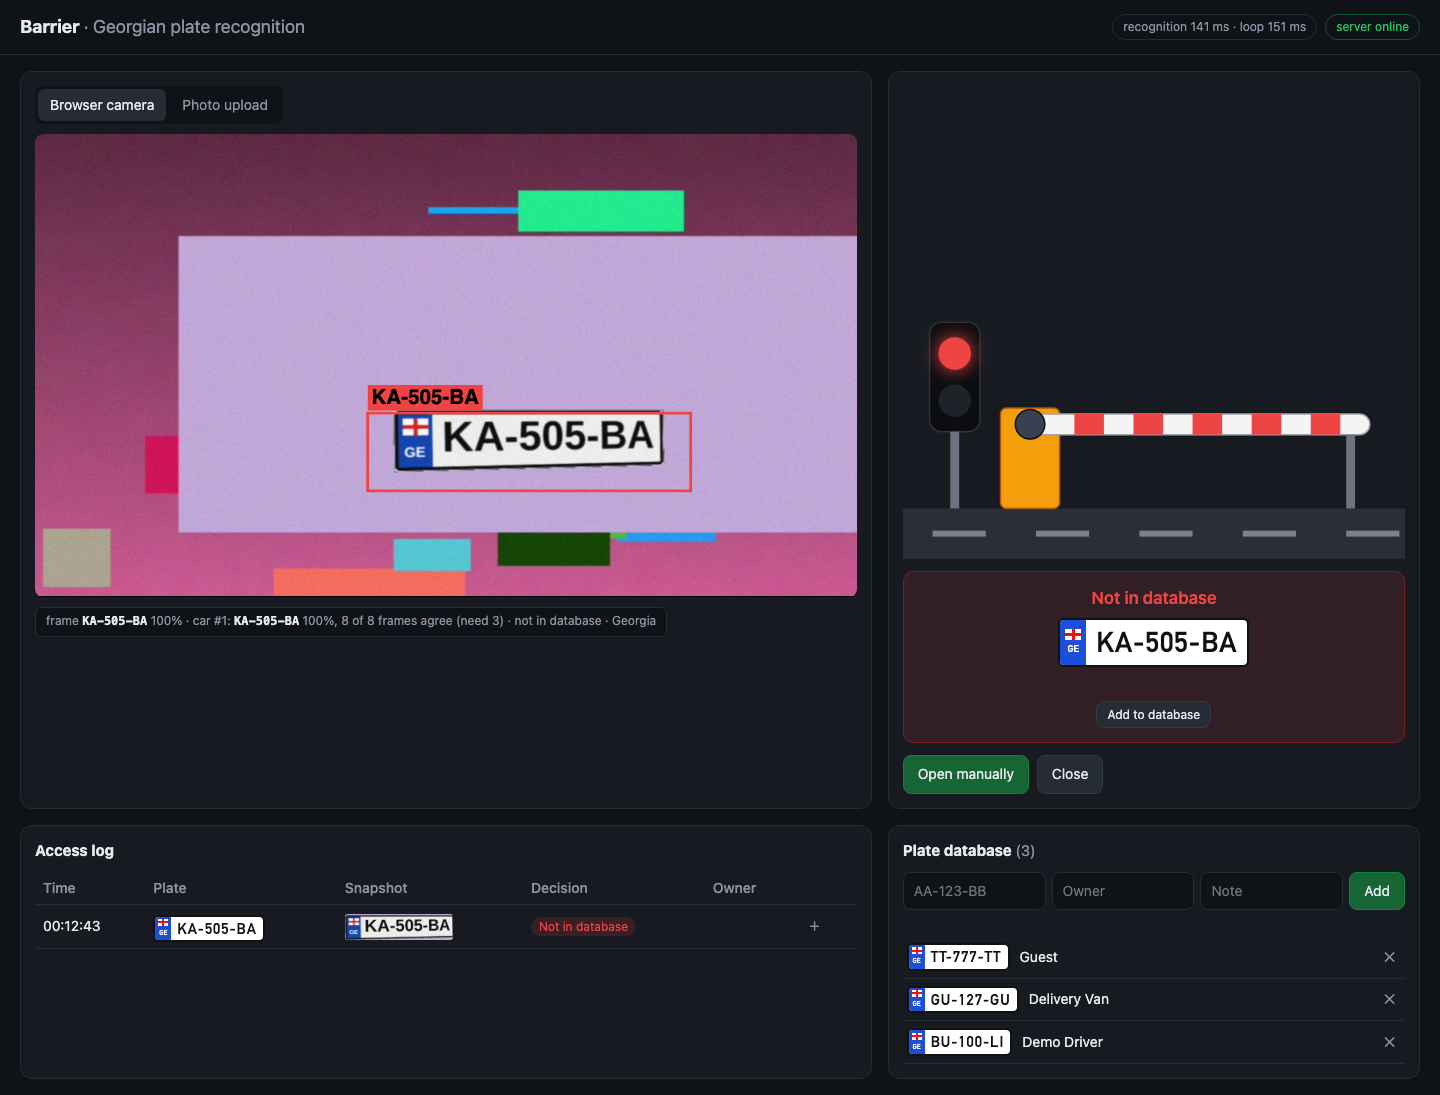 Barrier · Georgian plate recognition
recognition 141 ms · loop 151 ms
server online
Browser camera
Photo upload
KA-505-BA
GE KA-505-BA
frame KA-505-BA 100% · car #1: KA-505-BA 100%, 8 of 8 frames agree (need 3) · not in database · Georgia
Not in database
GE KA-505-BA
Add to database
Open manually
Close
Access log
Time Plate Snapshot Decision Owner
00:12:43 GE KA-505-BA GE KA-505-BA Not in database +
Plate database (3)
AA-123-BB Owner Note Add
GE TT-777-TT Guest
GE GU-127-GU Delivery Van
GE BU-100-LI Demo Driver